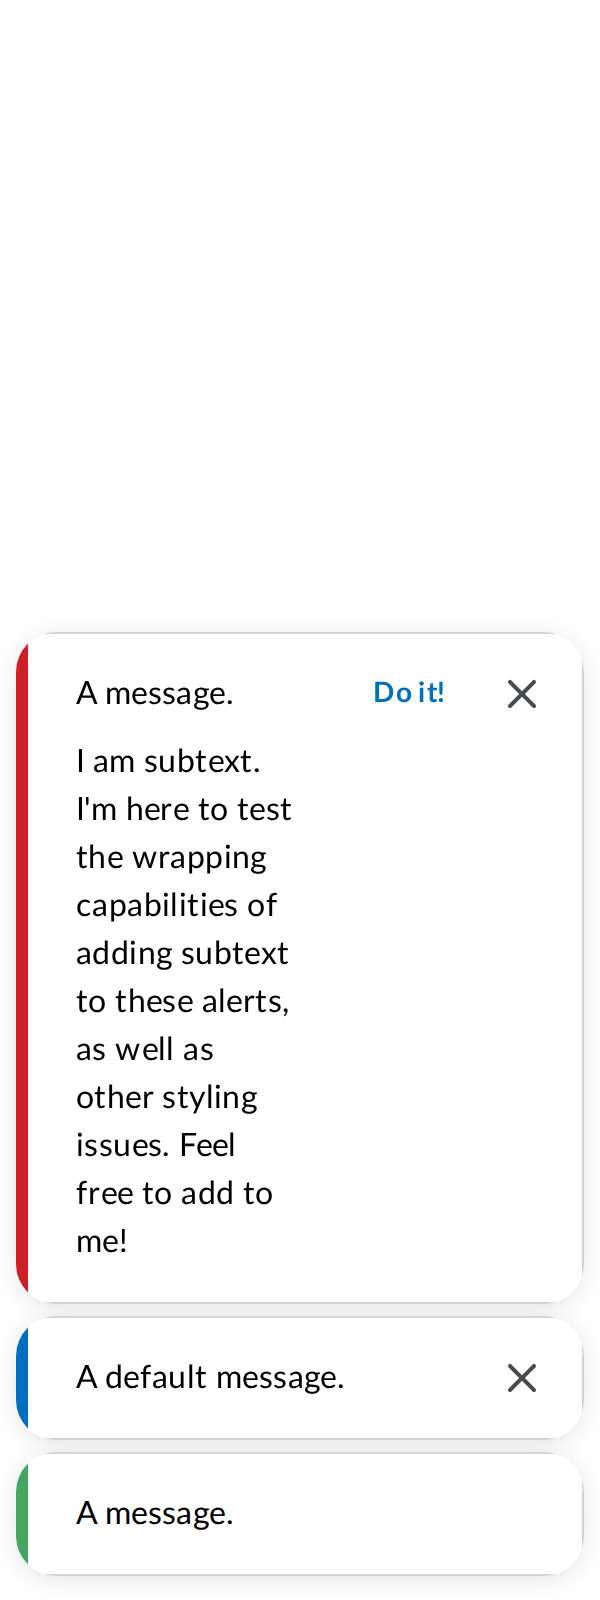 A message.
Do it!
I am subtext.
I'm here to test
the wrapping
capabilities of
adding subtext
to these alerts,
as well as
other styling
issues. Feel
free to add to
me!
A default message.
A message.